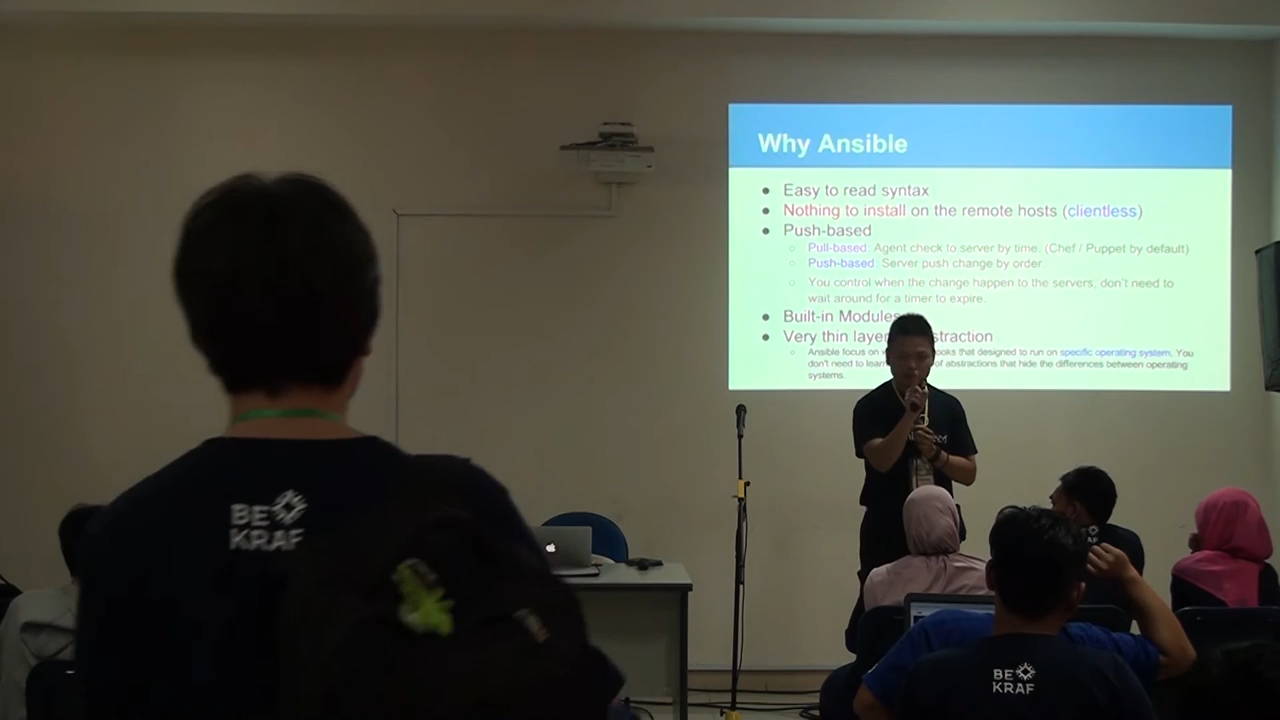 Why Ansible
● Easy to read syntax
● Nothing to install on the remote hosts (clientless)
● Push-based
○ Pull-based: Agent check to server by time. (Chef / Puppet by default)
○ Push-based: Server push change by order.
○ You control when the change happen to the servers, don't need to
wait around for a timer to expire.
● Built-in Modules
● Very thin layer straction
○ Ansible focus on ooks that designed to run on specific operating system. You
don't need to learn of abstractions that hide the differences between operating
systems.
BE
KRAF
BE
KRAF